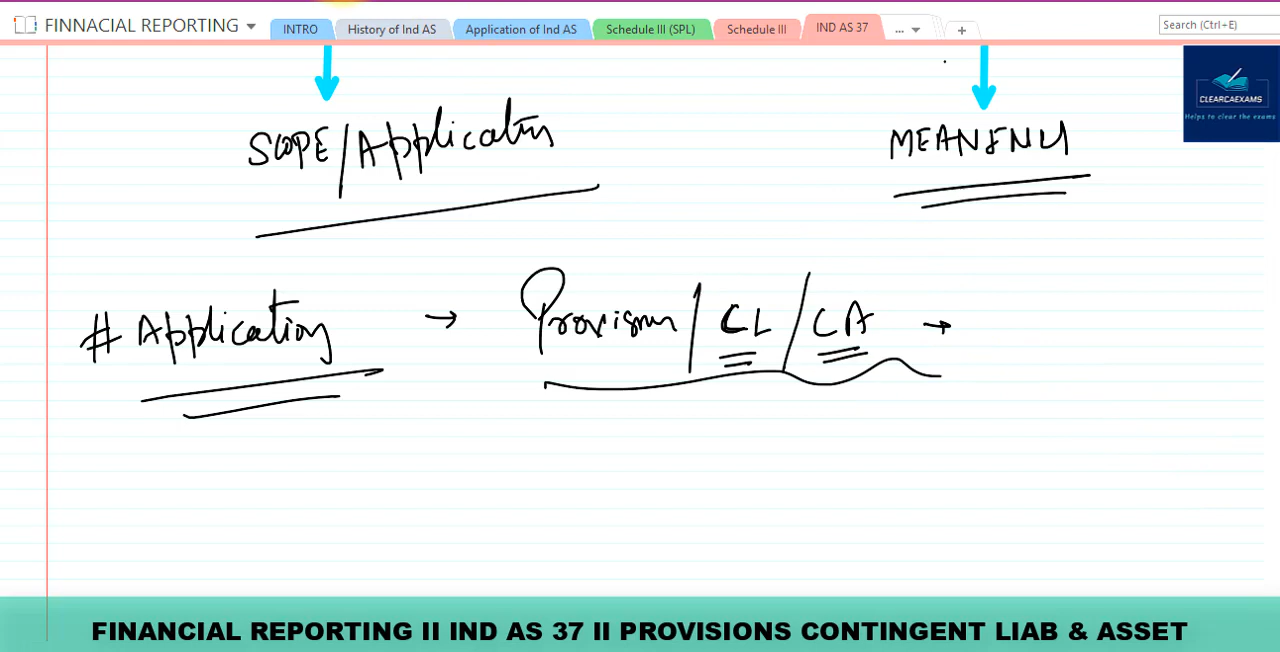 FINNACIAL REPORTING INTRO History of Ind AS Application of Ind AS Schedule III (SPL) Schedule III IND AS 37 ... + Search (Ctrl+E)
CLEARCAEXAMS
Helps to clear the exams
SCOPE/Application MEANING
# Application → Provisions / CL / CA →
FINANCIAL REPORTING II IND AS 37 II PROVISIONS CONTINGENT LIAB & ASSET